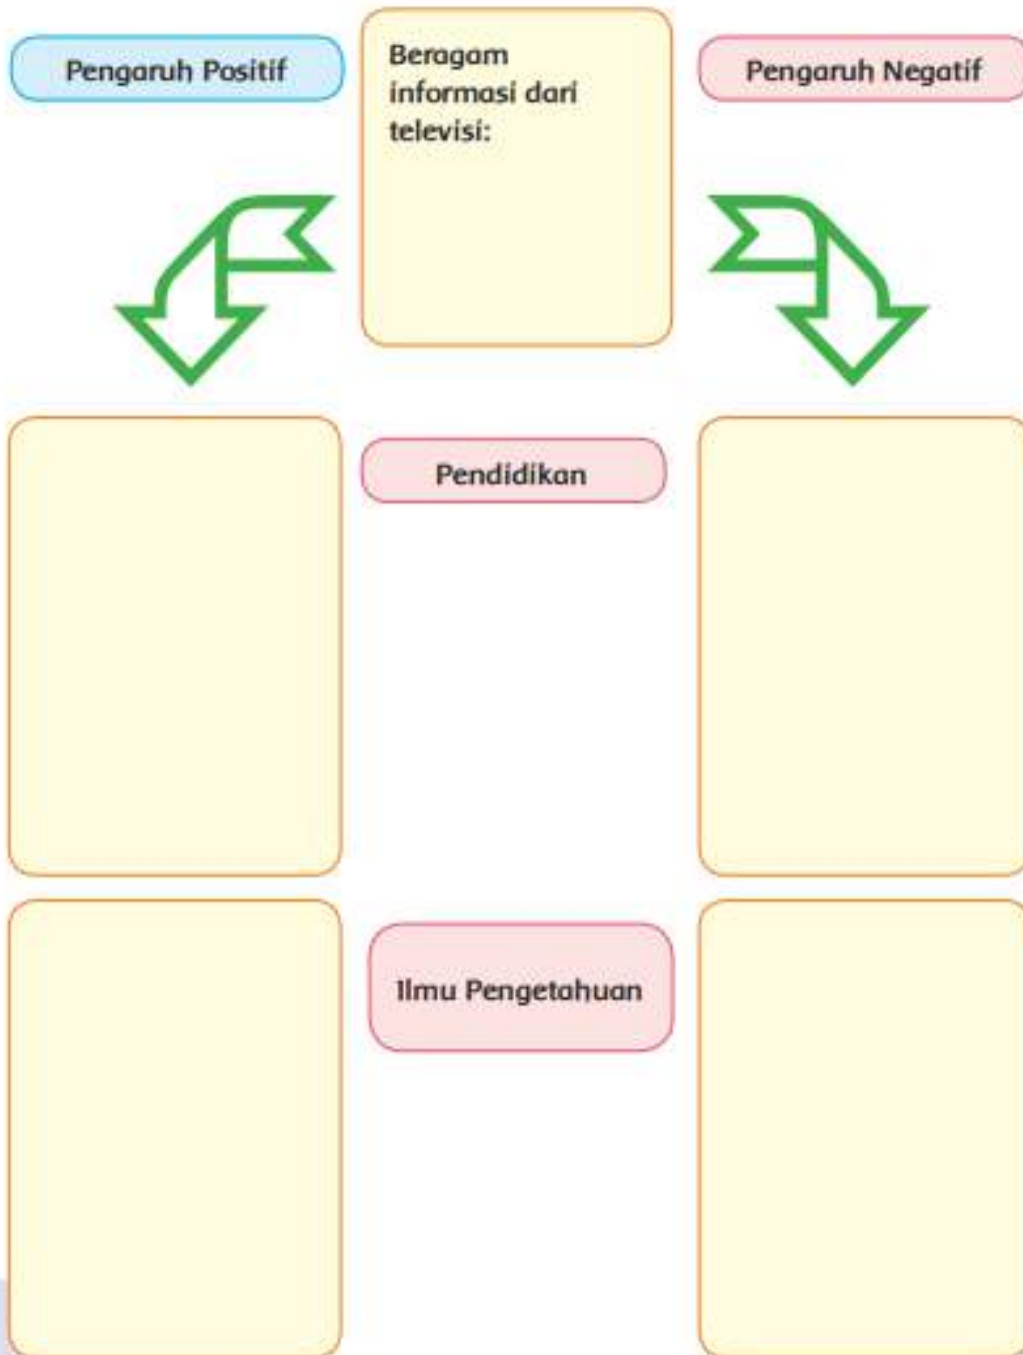 Pengaruh Positif
Beragam
informasi dari
televisi:
Pengaruh Negatif
Pendidikan
Ilmu Pengetahuan